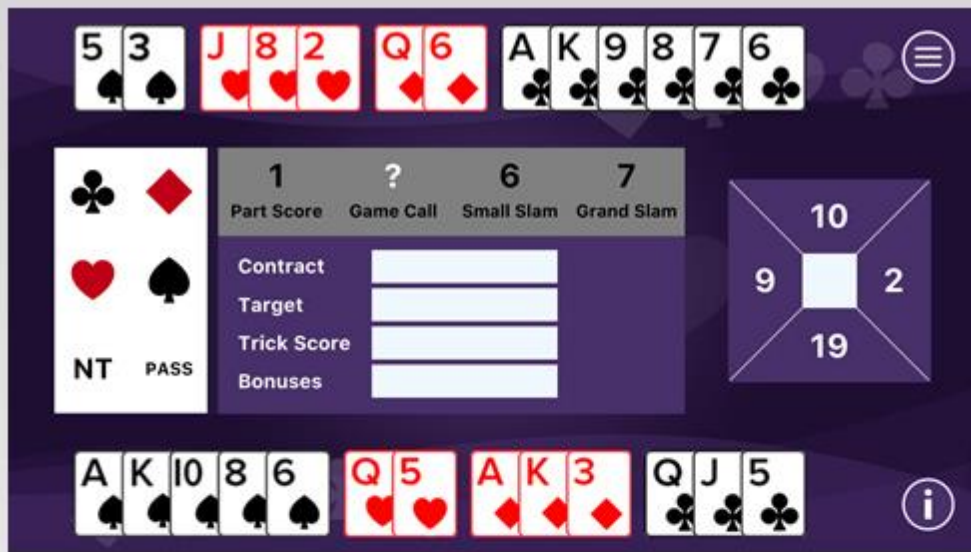 5 3 J 8 2 Q 6 A K 9 8 7 6
1 ? 6 7
Part Score Game Call Small Slam Grand Slam
10
Contract
9 2
Target
Trick Score
19
NT PASS
Bonuses
A K 10 8 6 Q 5 A K 3 Q J 5
i